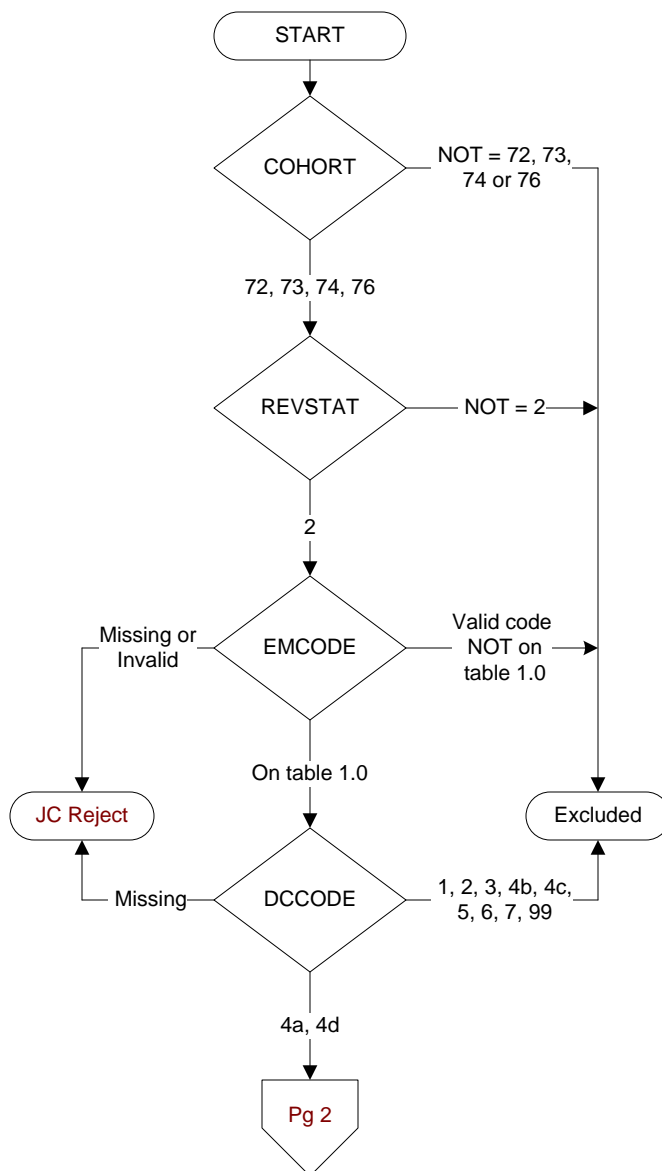 START
COHORT
NOT = 72, 73,
74 or 76
72, 73, 74, 76
REVSTAT
NOT = 2
2
Missing or
Invalid
EMCODE
Valid code
NOT on
table 1.0
On table 1.0
JC Reject
Excluded
Missing
DCCODE
1, 2, 3, 4b, 4c,
5, 6, 7, 99
4a, 4d
Pg 2